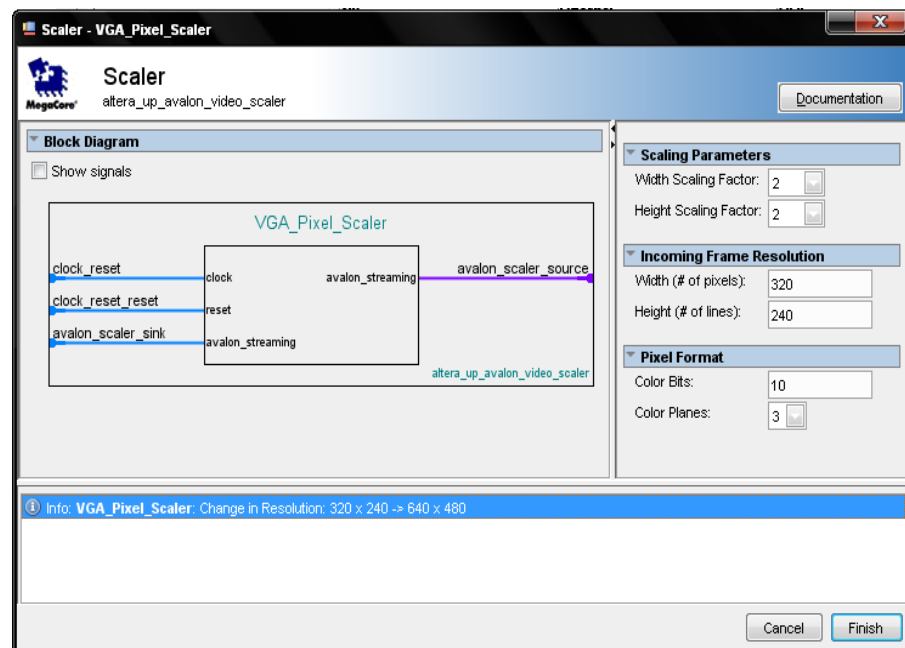 Scaler - VGA_Pixel_Scaler
X
MegaCore'
Scaler
altera_up_avalon_video_scaler
Documentation
Block Diagram
Show signals
VGA_Pixel_Scaler
clock_reset
clock
avalon_streaming
avalon_scaler_source
clock_reset_reset
reset
avalon_scaler_sink
avalon_streaming
altera_up_avalon_video_scaler
Scaling Parameters
Width Scaling Factor: 2
Height Scaling Factor: 2
Incoming Frame Resolution
Width (# of pixels): 320
Height (# of lines): 240
Pixel Format
Color Bits: 10
Color Planes: 3
Info: VGA_Pixel_Scaler: Change in Resolution: 320 x 240 -> 640 x 480
Cancel
Finish